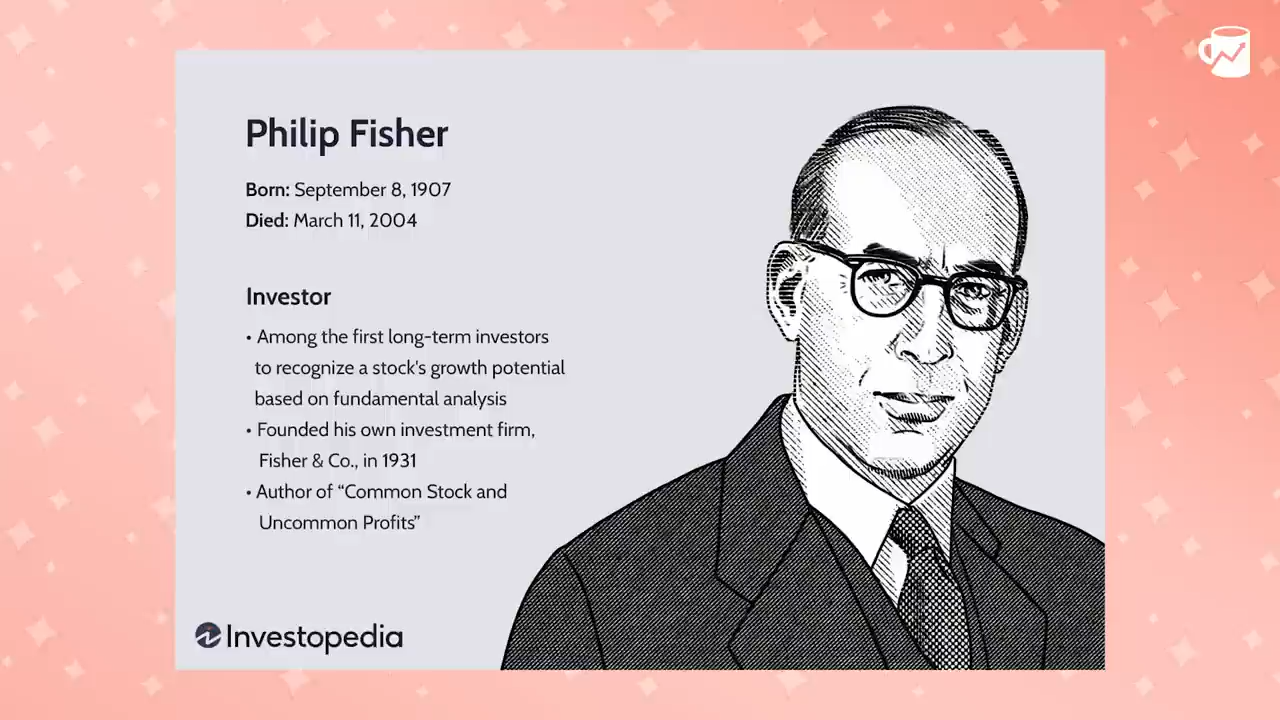 Philip Fisher
Born: September 8, 1907
Died: March 11, 2004
Investor
• Among the first long-term investors
to recognize a stock's growth potential
based on fundamental analysis
• Founded his own investment firm,
Fisher & Co., in 1931
• Author of “Common Stock and
Uncommon Profits”
Investopedia